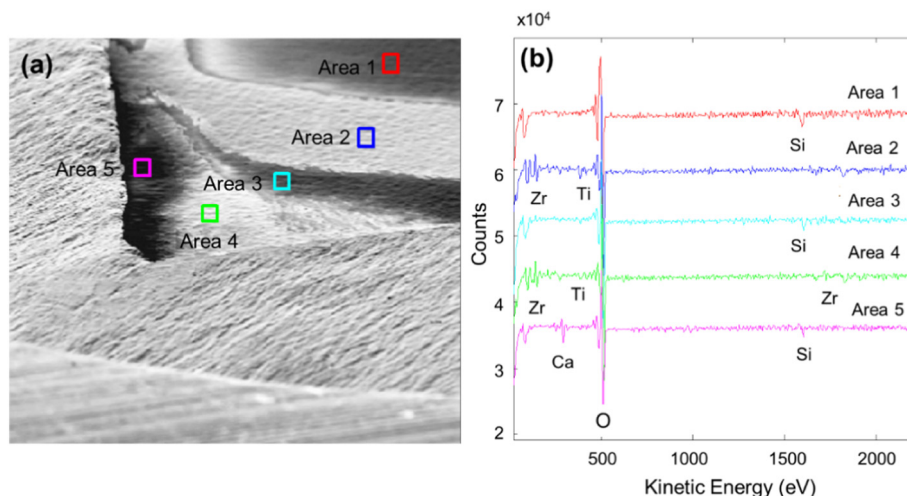 (a)
Area 1
Area 2
Area 5
Area 3
Area 4
x10⁴
(b)
7
6
5
4
3
2
Counts
Area 1
Si
Area 2
Zr
Ti
Area 3
Si
Area 4
Zr
Ti
Zr
Area 5
Ca
Si
O
500
1000
1500
2000
Kinetic Energy (eV)